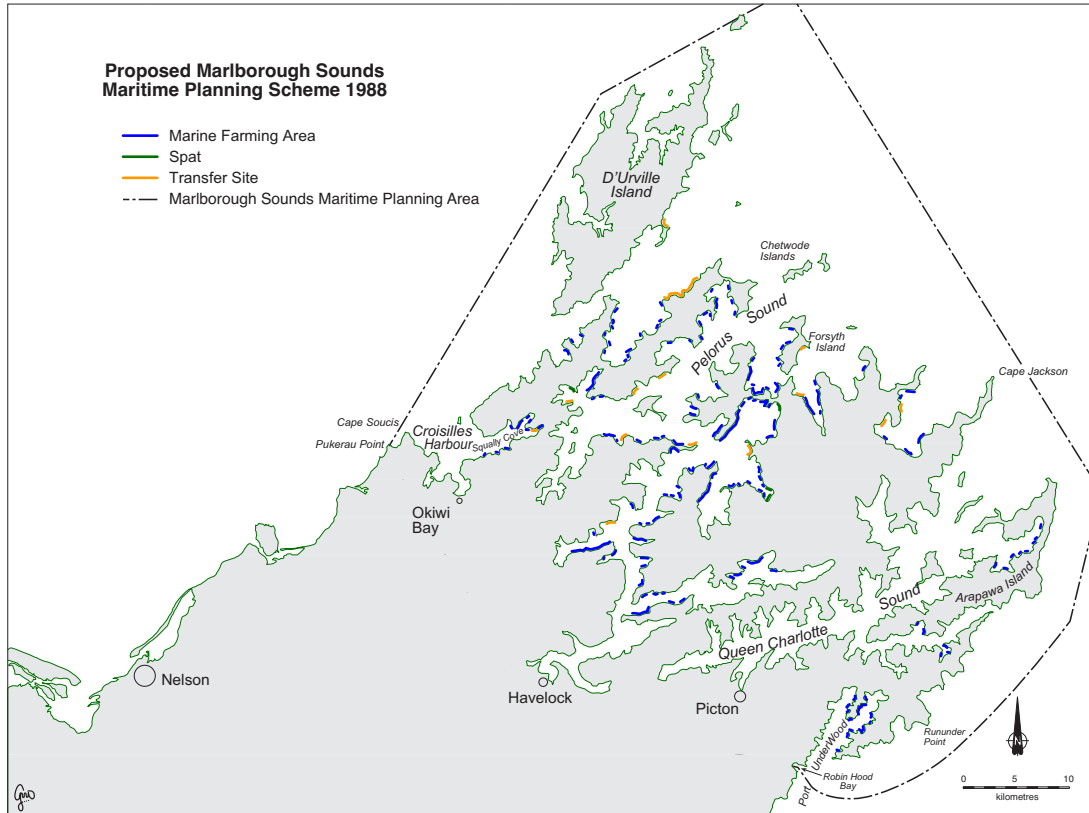 Proposed Marlborough Sounds
Maritime Planning Scheme 1988
Marine Farming Area
Spat
Transfer Site
Marlborough Sounds Maritime Planning Area
D'Urville
Island
Chetwode
Islands
Pelorus Sound
Forsyth
Island
Cape Jackson
Cape Soucis
Pukerau Point
Croisilles
Harbour
Squally Cove
Okiwi
Bay
Arapawa Island
Queen Charlotte Sound
Nelson
Havelock
Picton
Port UnderWood
Rununder
Point
Robin Hood
Bay
N
0 5 10
kilometres